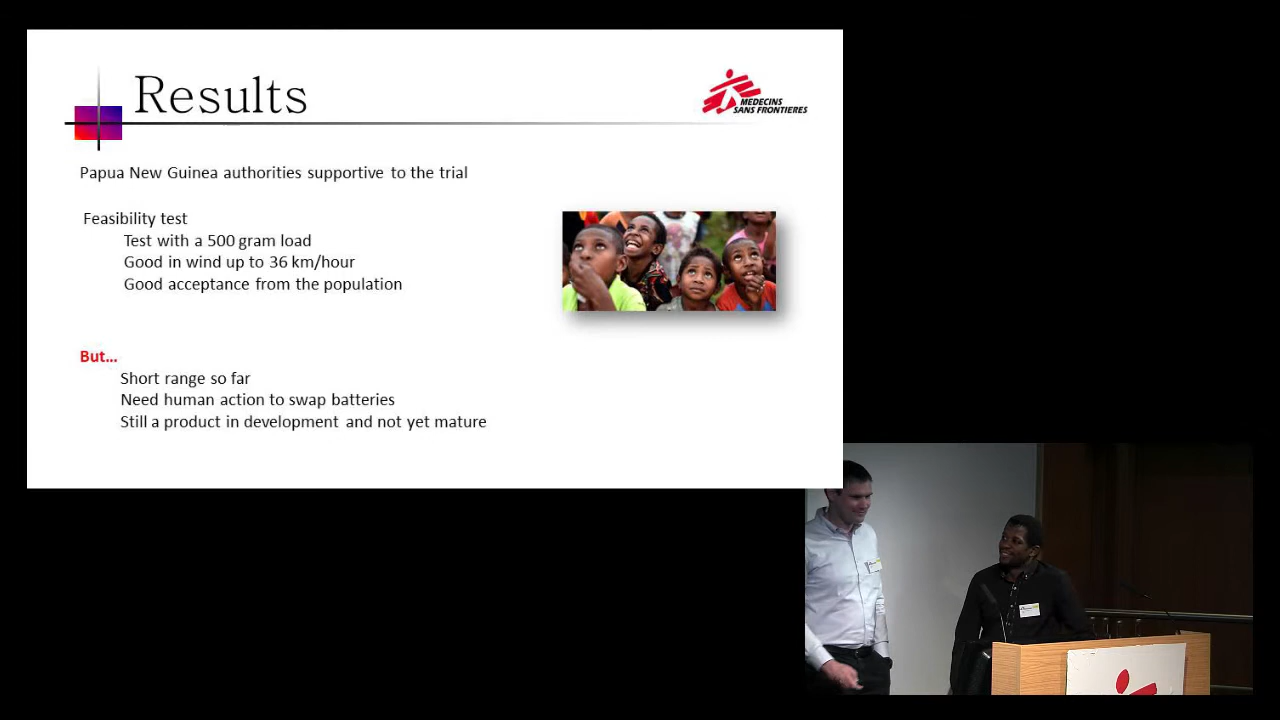 Results
MEDECINS
SANS FRONTIERES
Papua New Guinea authorities supportive to the trial
Feasibility test
Test with a 500 gram load
Good in wind up to 36 km/hour
Good acceptance from the population
But...
Short range so far
Need human action to swap batteries
Still a product in development and not yet mature